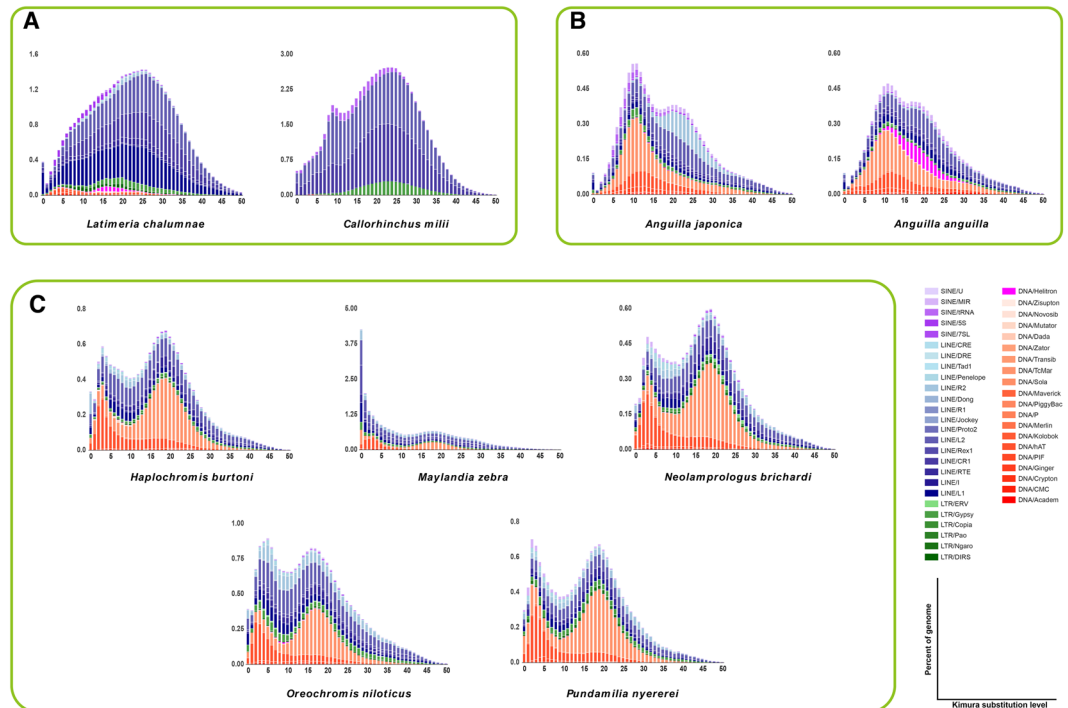 A
B
1.6
1.2
0.8
0.4
0.0
0 5 10 15 20 25 30 35 40 45 50
Latimeria chalumnae
3.00
2.25
1.50
0.75
0.00
0 5 10 15 20 25 30 35 40 45 50
Callorhinchus milii
0.60
0.45
0.30
0.15
0.00
0 5 10 15 20 25 30 35 40 45 50
Anguilla japonica
0.60
0.45
0.30
0.15
0.00
0 5 10 15 20 25 30 35 40 45 50
Anguilla anguilla
C
0.8
0.6
0.4
0.2
0.0
0 5 10 15 20 25 30 35 40 45 50
Haplochromis burtoni
6.00
5.00
3.75
2.50
1.25
0.00
0 5 10 15 20 25 30 35 40 45 50
Maylandia zebra
0.60
0.45
0.30
0.15
0.00
0 5 10 15 20 25 30 35 40 45 50
Neolamprologus brichardi
1.00
0.75
0.50
0.25
0.00
0 5 10 15 20 25 30 35 40 45 50
Oreochromis niloticus
0.8
0.6
0.4
0.2
0.0
0 5 10 15 20 25 30 35 40 45 50
Pundamilia nyererei
SINE/U
SINE/MIR
SINE/tRNA
SINE/5S
SINE/7SL
LINE/CRE
LINE/DRE
LINE/Tad1
LINE/Penelope
LINE/R2
LINE/Dong
LINE/R1
LINE/Jockey
LINE/Proto2
LINE/L2
LINE/Rex1
LINE/CR1
LINE/RTE
LINE/I
LINE/L1
LTR/ERV
LTR/Gypsy
LTR/Copia
LTR/Pao
LTR/Ngaro
LTR/DIRS
DNA/Helitron
DNA/Zisupton
DNA/Novosib
DNA/Mutator
DNA/Dada
DNA/Zator
DNA/Transib
DNA/TcMar
DNA/Sola
DNA/Maverick
DNA/PiggyBac
DNA/P
DNA/Merlin
DNA/Kolobok
DNA/hAT
DNA/PIF
DNA/Ginger
DNA/Crypton
DNA/CMC
DNA/Academ
Percent of genome
Kimura substitution level